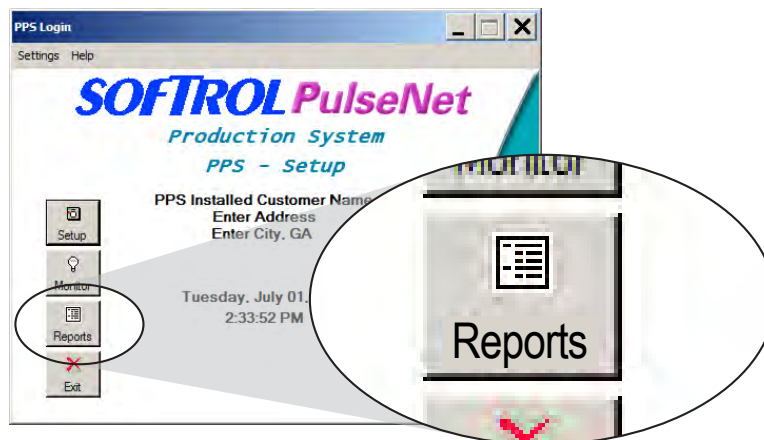 PPS Login
Settings Help
SOFTROL PulseNet
Production System
PPS - Setup
PPS Installed Customer Name
Enter Address
Enter City, GA
Setup
Monitor
Tuesday, July 01,
2:33:52 PM
Reports
Exit
Monitor
Reports